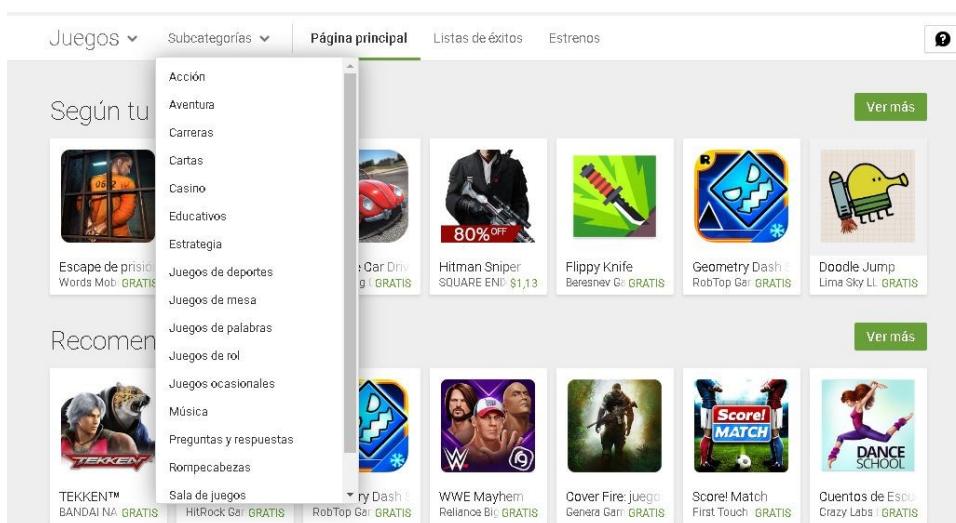 Juegos
Subcategorías
Página principal
Listas de éxitos
Estrenos
Acción
Aventura
Carreras
Cartas
Casino
Educativos
Estrategia
Juegos de deportes
Juegos de mesa
Juegos de palabras
Juegos de rol
Juegos ocasionales
Música
Preguntas y respuestas
Rompecabezas
Sala de juegos
Según tu
Ver más
80% OFF
Escape de prisió
Words Mob GRATIS
Car Driv
GRATIS
Hitman Sniper
SQUARE ENI $1,13
Flippy Knife
Beresnev Ga GRATIS
Geometry Dash S
RobTop Gar GRATIS
Doodle Jump
Lima Sky LL GRATIS
Recomen
Ver más
TEKKEN
W
Score!
MATCH
DANCE
SCHOOL
TEKKEN™
BANDAI NA GRATIS
HitRock Gar GRATIS
ry Dash S
RobTop Gar GRATIS
WWE Mayhem
Reliance Big GRATIS
Cover Fire: juego
Genera Gam GRATIS
Score! Match
First Touch GRATIS
Cuentos de Escu
Crazy Labs GRATIS